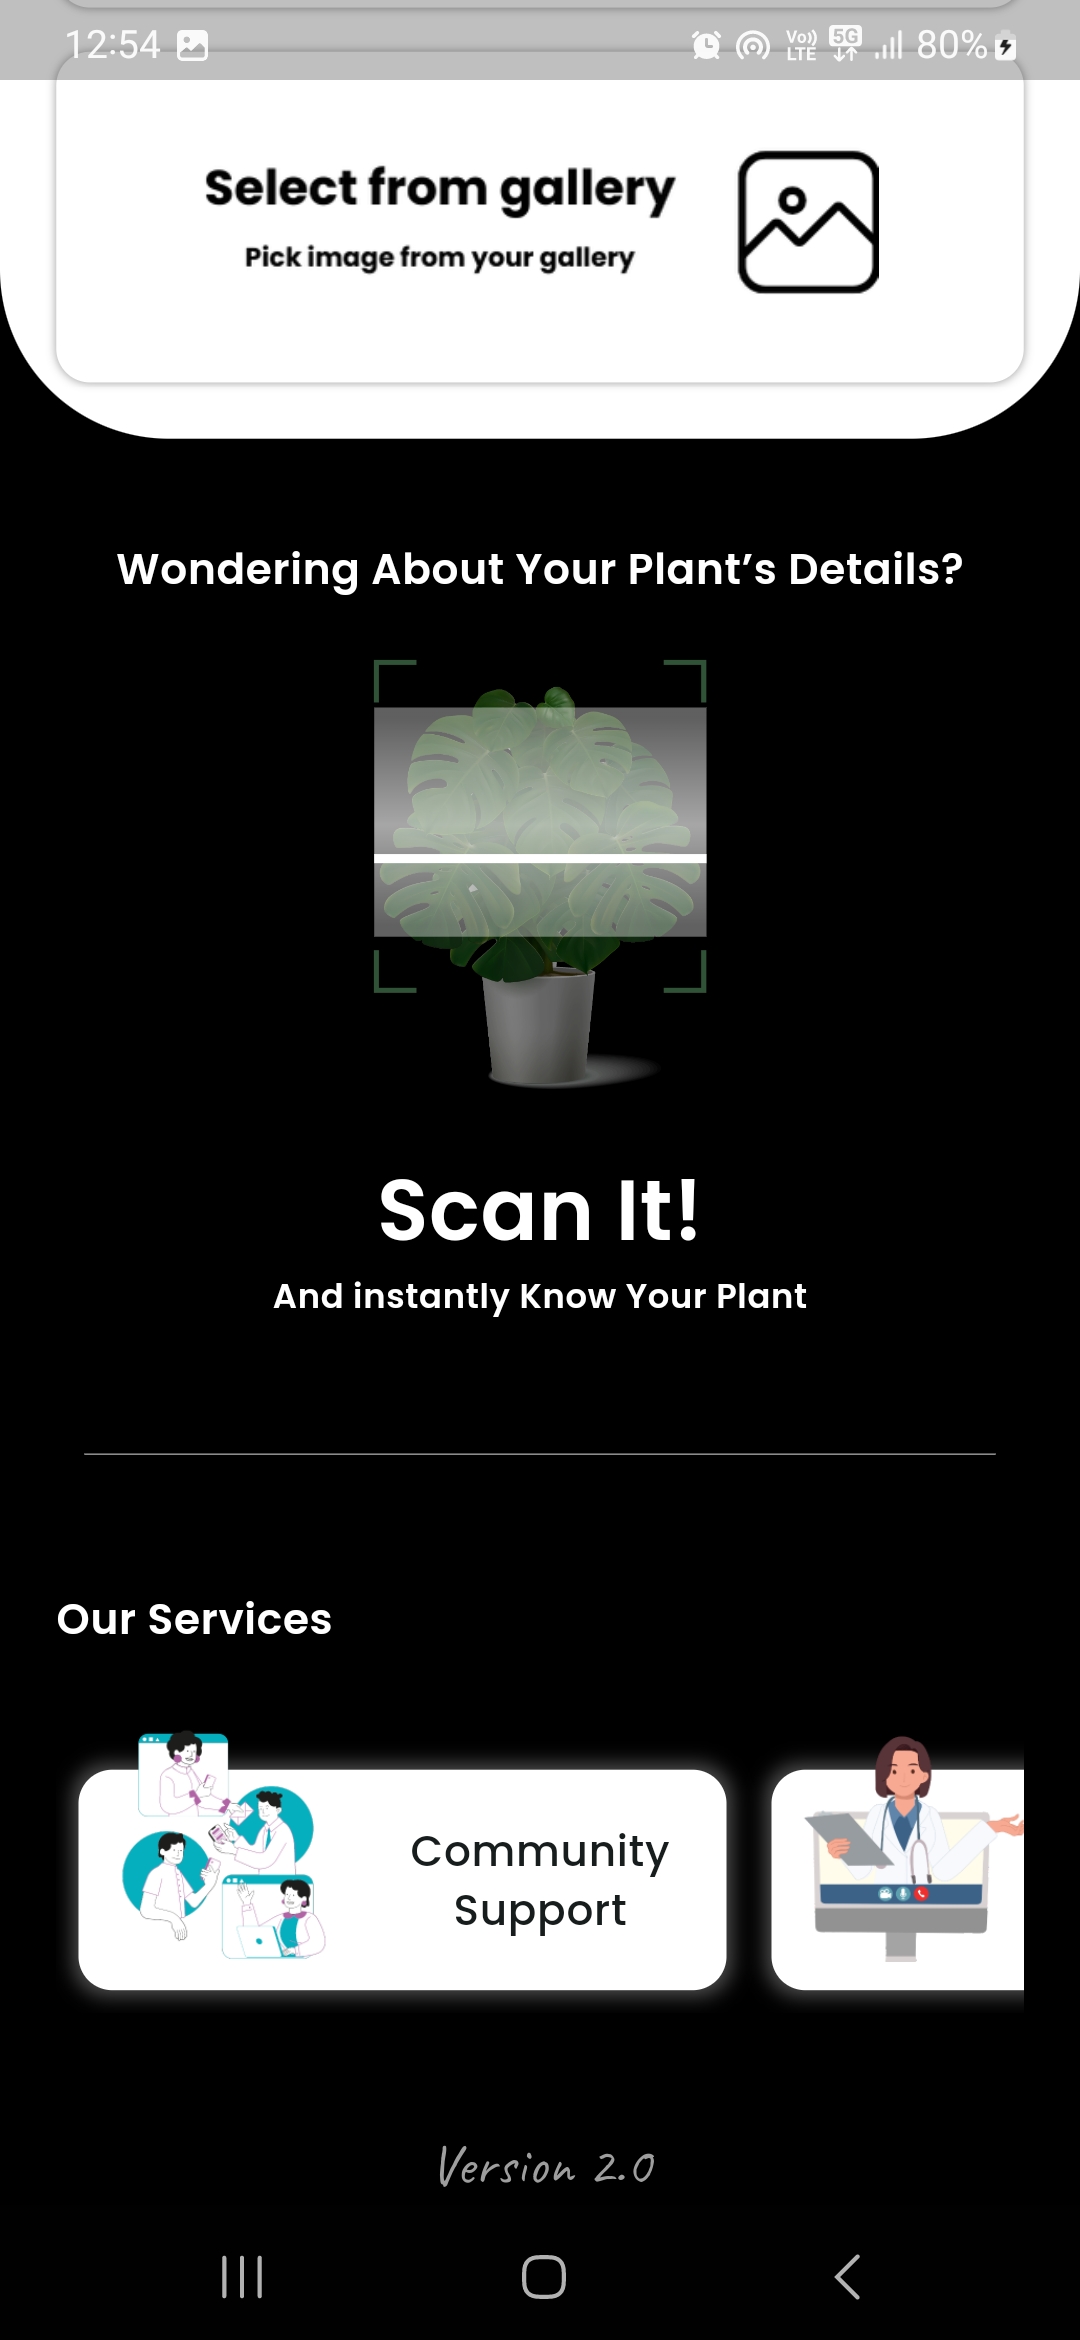 12:54
Vo)) LTE 5G 80%
Select from gallery
Pick image from your gallery
Wondering About Your Plant’s Details?
Scan It!
And instantly Know Your Plant
Our Services
Community
Support
Version 2.0